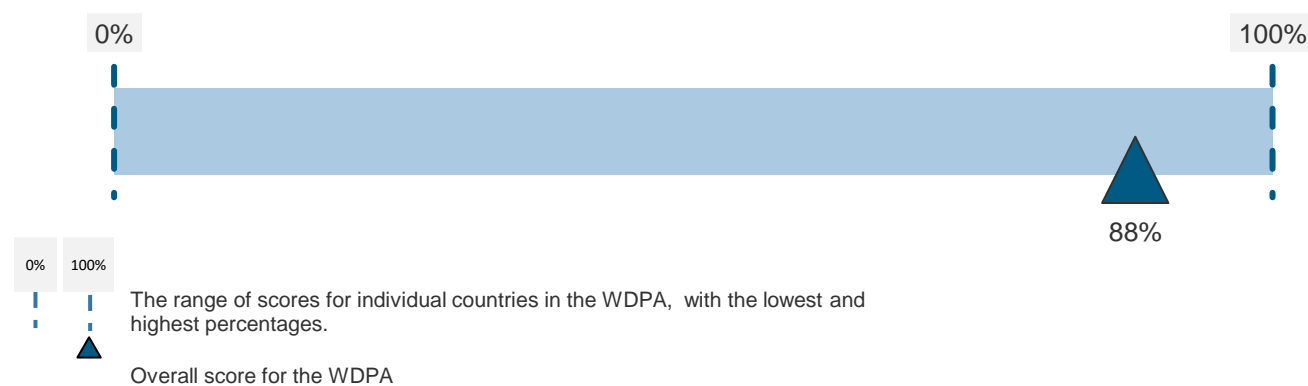 0%
100%
88%
0%
100%
The range of scores for individual countries in the WDPA, with the lowest and
highest percentages.
Overall score for the WDPA